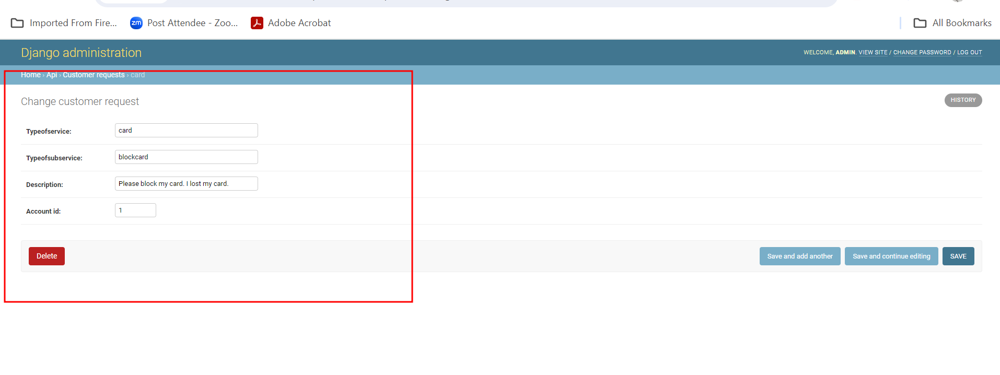 Imported From Fire... Post Attendee - Zoo... Adobe Acrobat All Bookmarks
Django administration WELCOME, ADMIN. VIEW SITE / CHANGE PASSWORD / LOG OUT
Home › Api › Customer requests › card
Change customer request HISTORY
Typeofservice: card
Typeofsubservice: blockcard
Description: Please block my card. I lost my card.
Account id: 1
Delete Save and add another Save and continue editing SAVE